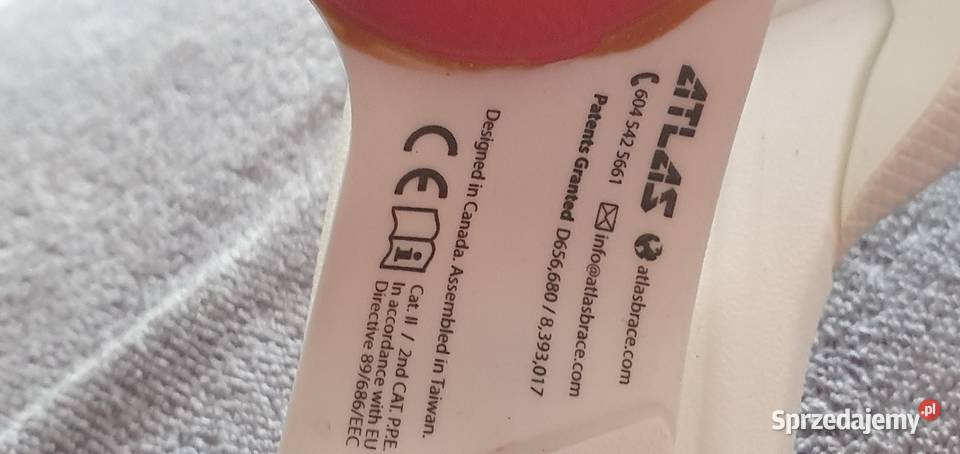 ATLAS atlasbrace.com
604 542 5661 info@atlasbrace.com
Patents Granted D656,680 / 8,393,017
Designed in Canada. Assembled in Taiwan.
CE i Cat. II / 2nd CAT. P.P.E.
In accordance with EU
Directive 89/686/EEC
Sprzedajemy.pl